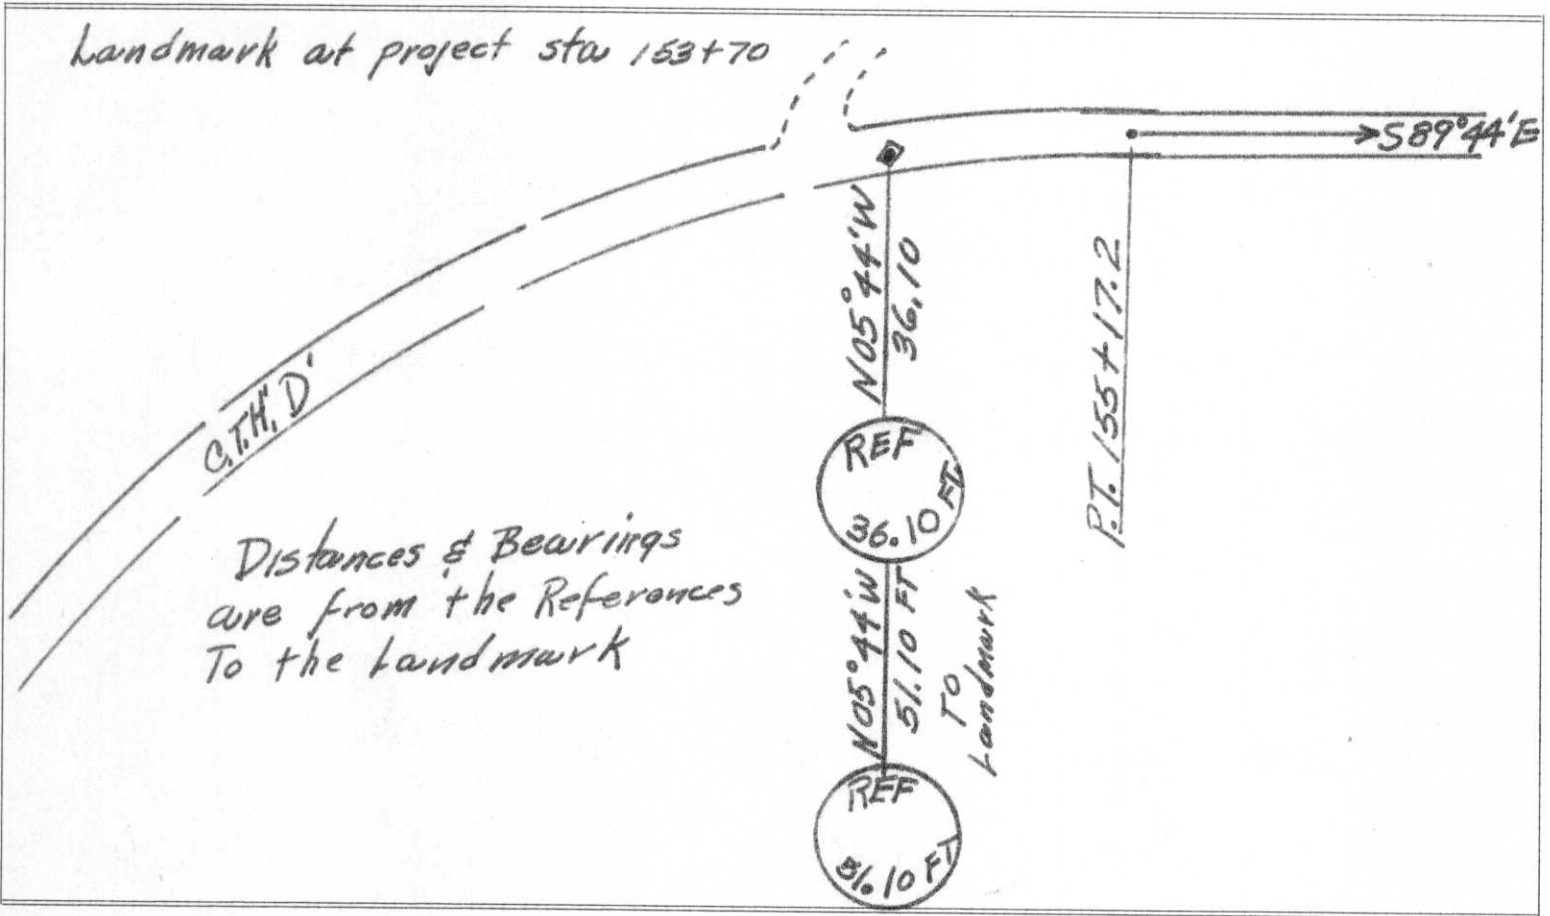 Landmark at project sta 153+70
S89°44'E
N05°44'W
36.10
P.T. 155+17.2
C.T.H. 'D'
REF
36.10 FT.
Distances & Bearings
are from the References
To the Landmark
N05°44'W
51.10 FT
To
Landmark
REF
51.10 FT